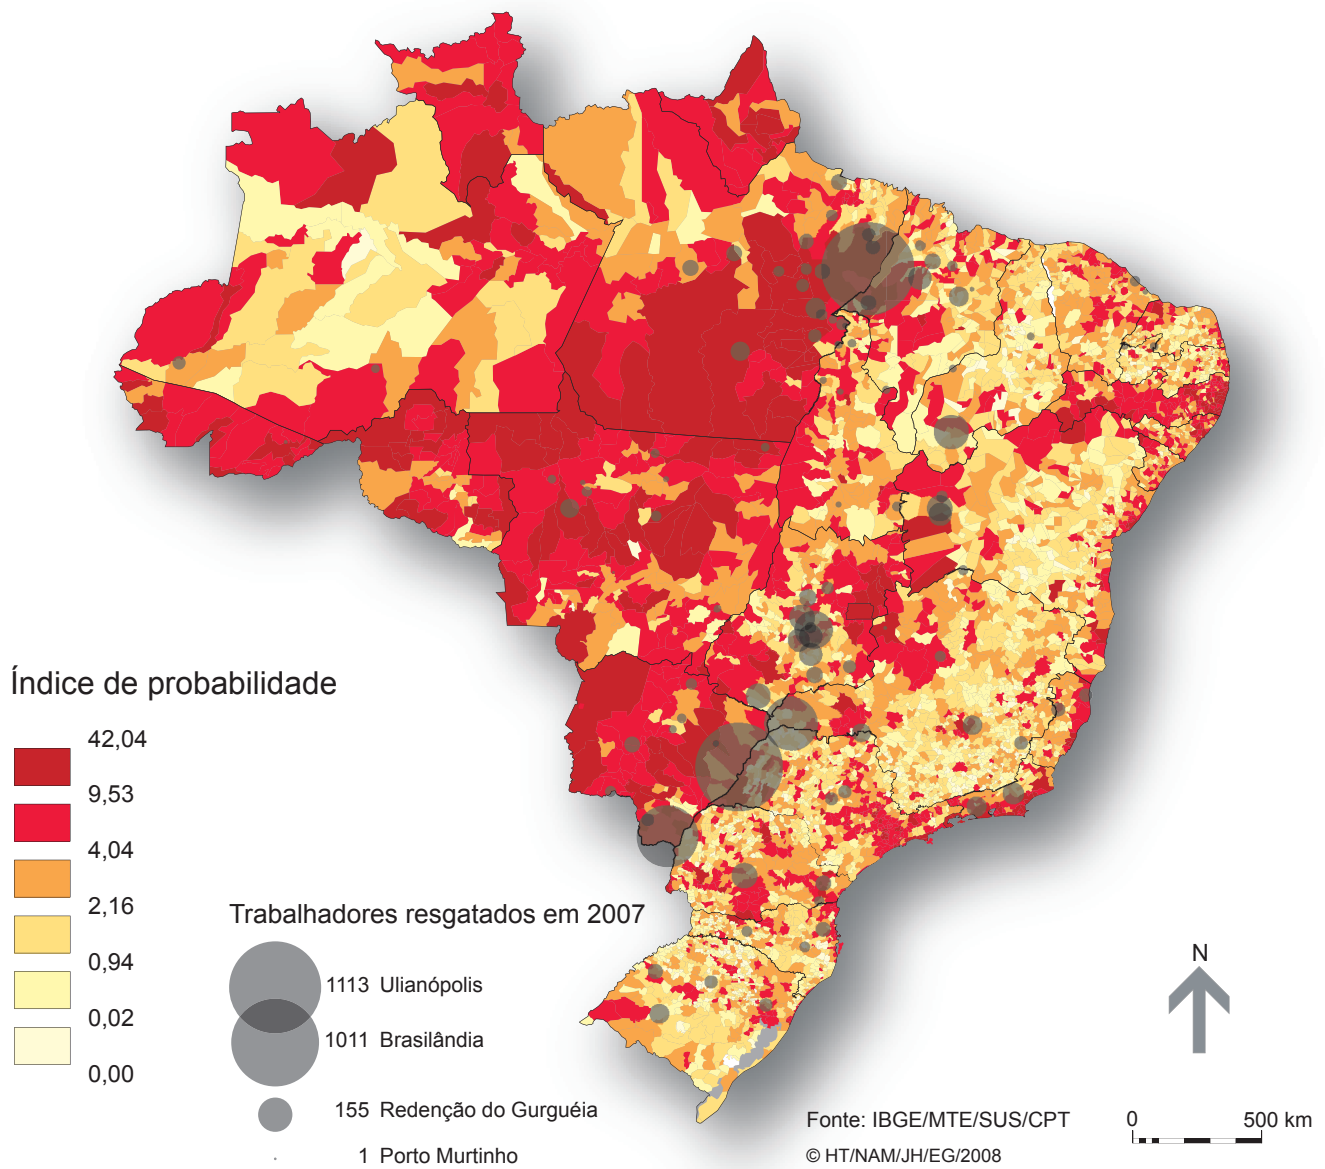 Índice de probabilidade
42,04
9,53
4,04
2,16
0,94
0,02
0,00
Trabalhadores resgatados em 2007
1113 Ulianópolis
1011 Brasilândia
155 Redenção do Gurguéia
1 Porto Murtinho
N
Fonte: IBGE/MTE/SUS/CPT
0 500 km
© HT/NAM/JH/EG/2008